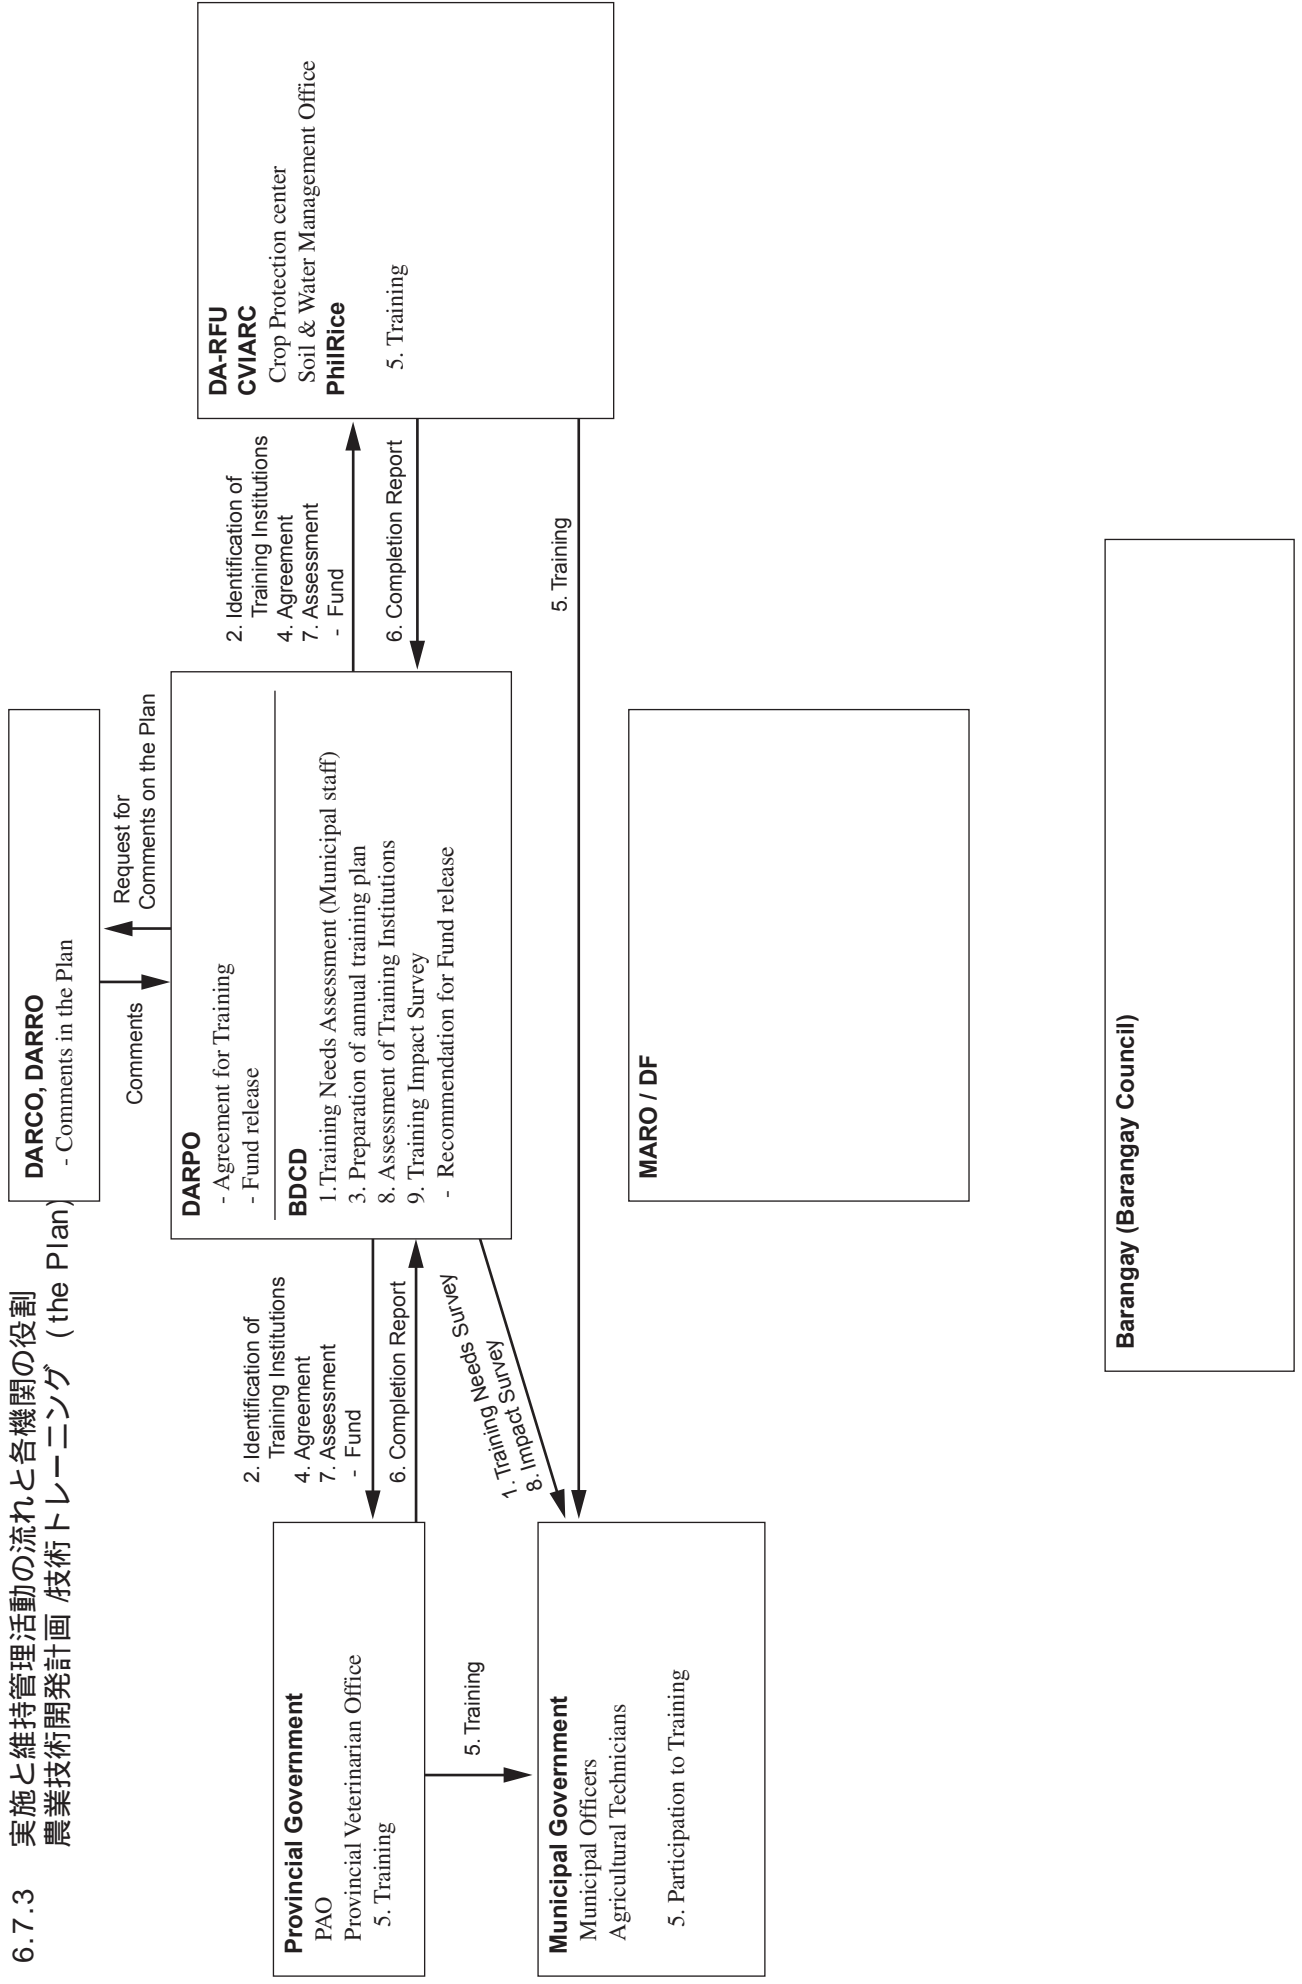 6.7.3 実施と維持管理活動の流れと各機関の役割
農業技術開発計画 /技術トレーニング (the Plan)
DARCO, DARRO
- Comments in the Plan
Comments
Request for
Comments on the Plan
DARPO
- Agreement for Training
- Fund release
BDCD
1.Training Needs Assessment (Municipal staff)
3. Preparation of annual training plan
8. Assessment of Training Institutions
9. Training Impact Survey
- Recommendation for Fund release
2. Identification of
Training Institutions
4. Agreement
7. Assessment
- Fund
6. Completion Report
2. Identification of
Training Institutions
4. Agreement
7. Assessment
- Fund
6. Completion Report
DA-RFU
CVIARC
Crop Protection center
Soil & Water Management Office
PhilRice
5. Training
Provincial Government
PAO
Provincial Veterinarian Office
5. Training
1. Training Needs Survey
8. Impact Survey
5. Training
5. Training
Municipal Government
Municipal Officers
Agricultural Technicians
5. Participation to Training
MARO / DF
Barangay (Barangay Council)